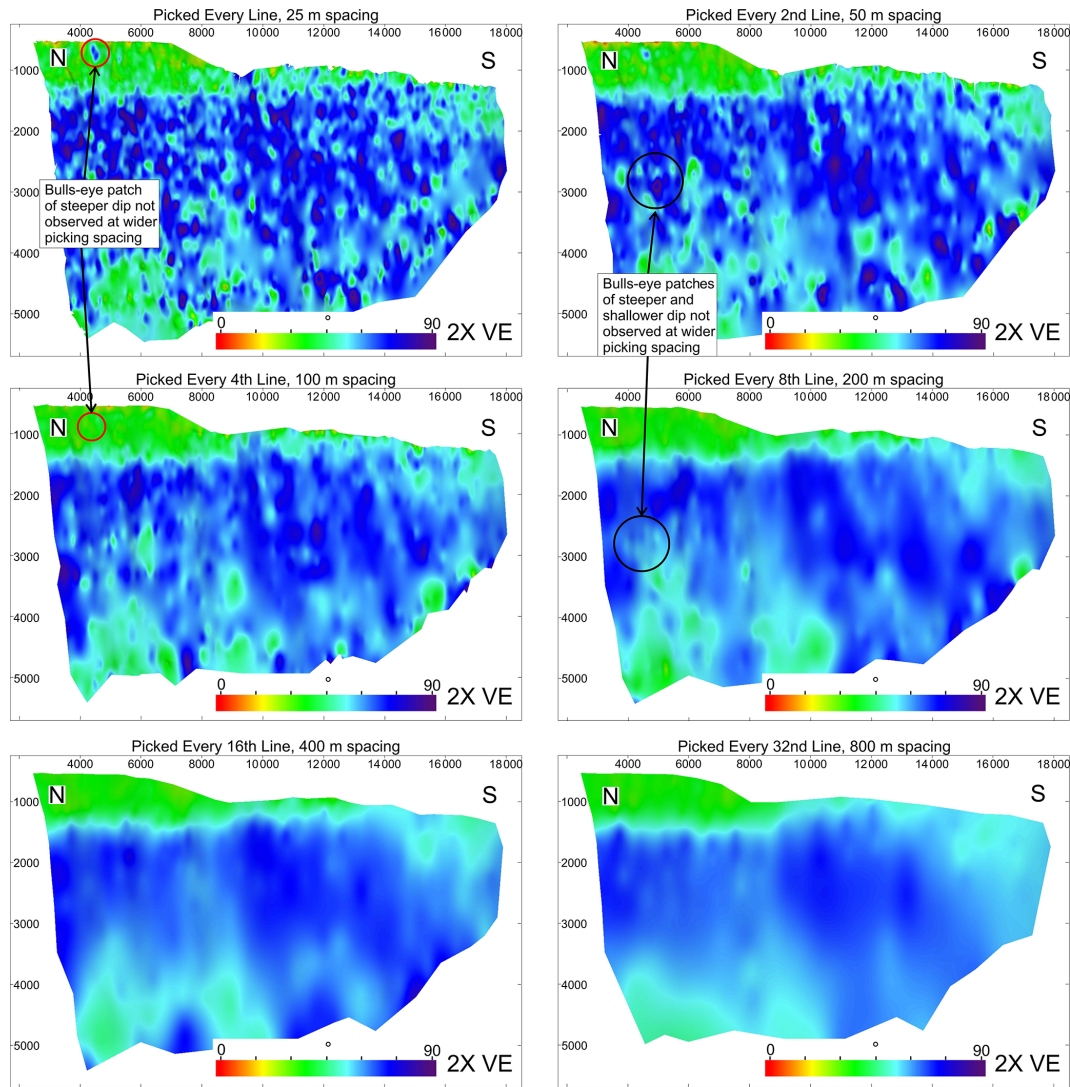 Picked Every Line, 25 m spacing
4000 6000 8000 10000 12000 14000 16000 18000
N
S
1000
2000
3000
4000
5000
Bulls-eye patch
of steeper dip not
observed at wider
picking spacing
0 ° 90
2X VE
Picked Every 2nd Line, 50 m spacing
4000 6000 8000 10000 12000 14000 16000 18000
N
S
1000
2000
3000
4000
5000
Bulls-eye patches
of steeper and
shallower dip not
observed at wider
picking spacing
0 ° 90
2X VE
Picked Every 4th Line, 100 m spacing
4000 6000 8000 10000 12000 14000 16000 18000
N
S
1000
2000
3000
4000
5000
0 ° 90
2X VE
Picked Every 8th Line, 200 m spacing
4000 6000 8000 10000 12000 14000 16000 18000
N
S
1000
2000
3000
4000
5000
0 ° 90
2X VE
Picked Every 16th Line, 400 m spacing
4000 6000 8000 10000 12000 14000 16000 18000
N
S
1000
2000
3000
4000
5000
0 ° 90
2X VE
Picked Every 32nd Line, 800 m spacing
4000 6000 8000 10000 12000 14000 16000 18000
N
S
1000
2000
3000
4000
5000
0 ° 90
2X VE